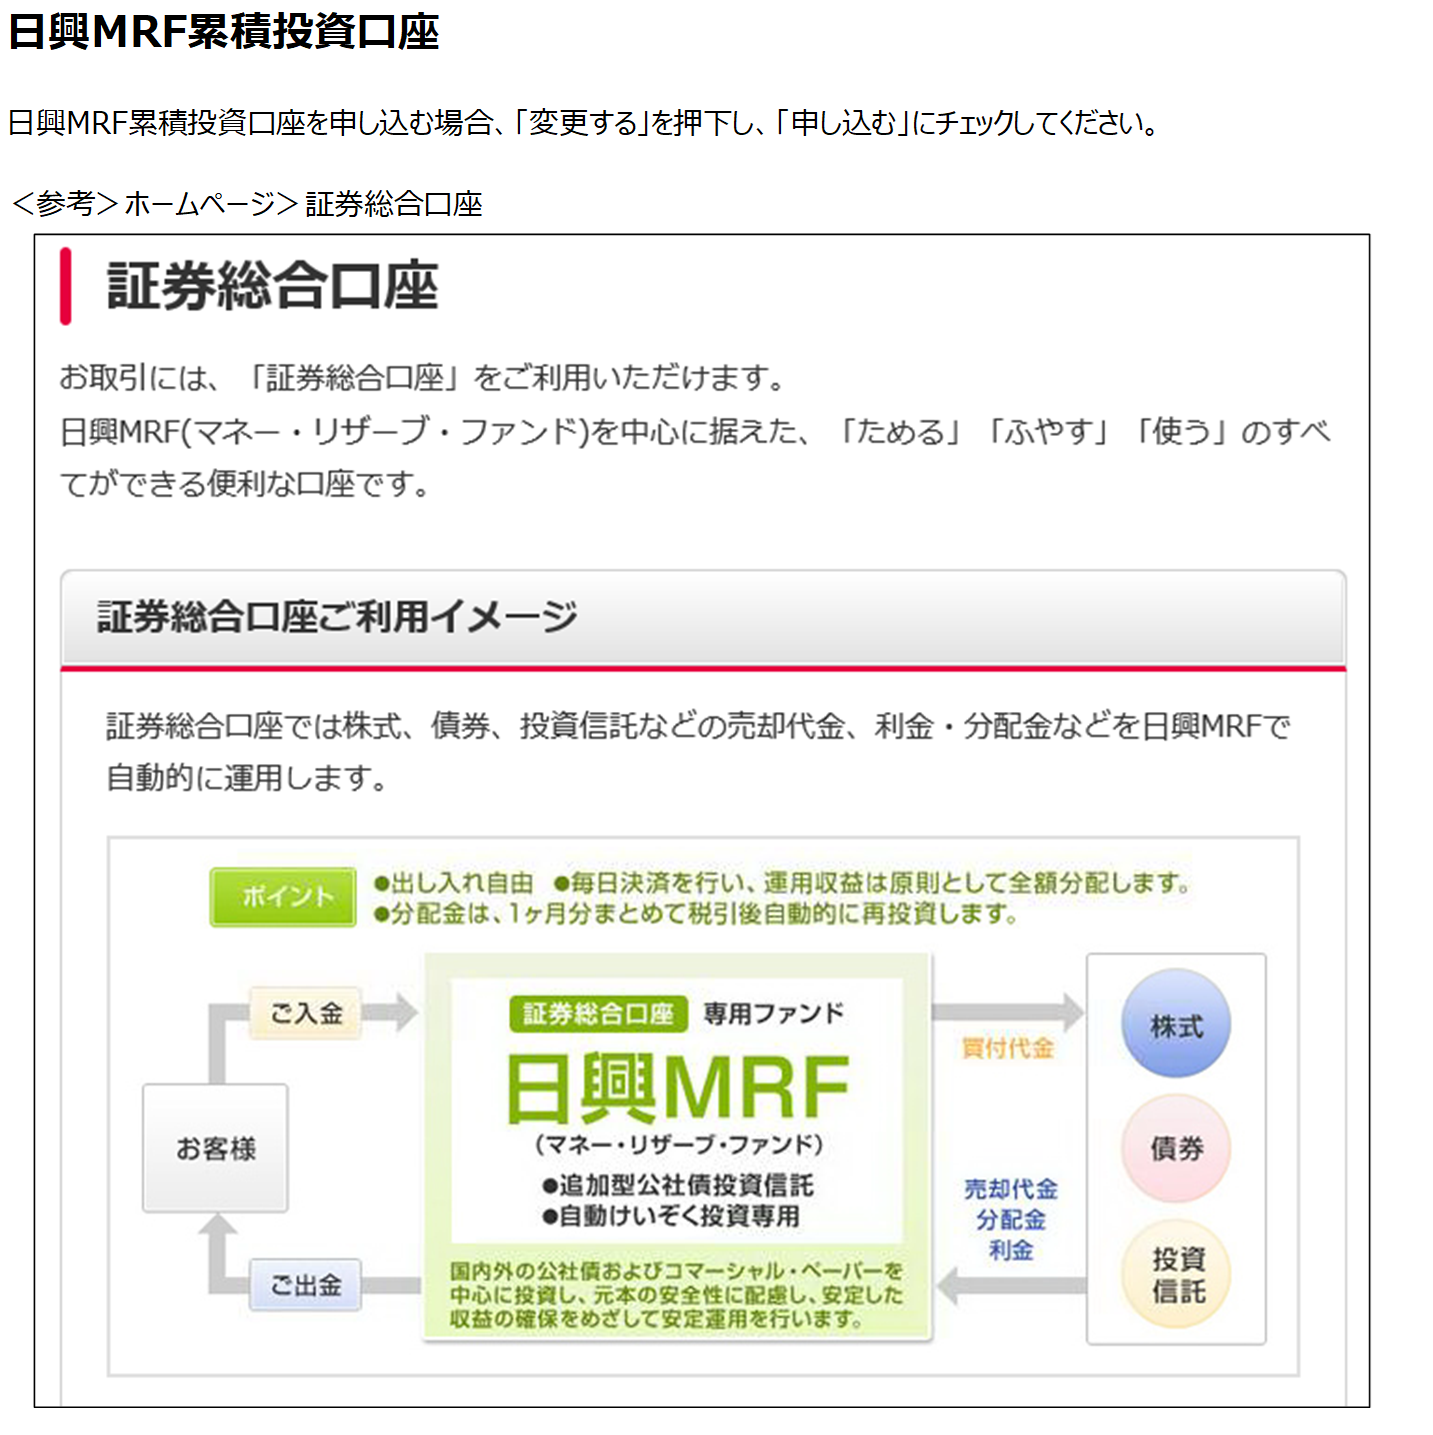 日興MRF累積投資口座
日興MRF累積投資口座を申し込む場合、「変更する」を押下し、「申し込む」にチェックしてください。
＜参考＞ホームページ＞証券総合口座
証券総合口座
お取引には、「証券総合口座」をご利用いただけます。
日興MRF(マネー・リザーブ・ファンド)を中心に据えた、「ためる」「ふやす」「使う」のすべ
てができる便利な口座です。
証券総合口座ご利用イメージ
証券総合口座では株式、債券、投資信託などの売却代金、利金・分配金などを日興MRFで
自動的に運用します。
ポイント
●出し入れ自由 ●毎日決済を行い、運用収益は原則として全額分配します。
●分配金は、1ヶ月分まとめて税引後自動的に再投資します。
ご入金
お客様
ご出金
証券総合口座 専用ファンド
日興MRF
（マネー・リザーブ・ファンド）
●追加型公社債投資信託
●自動けいぞく投資専用
国内外の公社債およびコマーシャル・ペーパーを
中心に投資し、元本の安全性に配慮し、安定した
収益の確保をめざして安定運用を行います。
買付代金
売却代金
分配金
利金
株式
債券
投資
信託